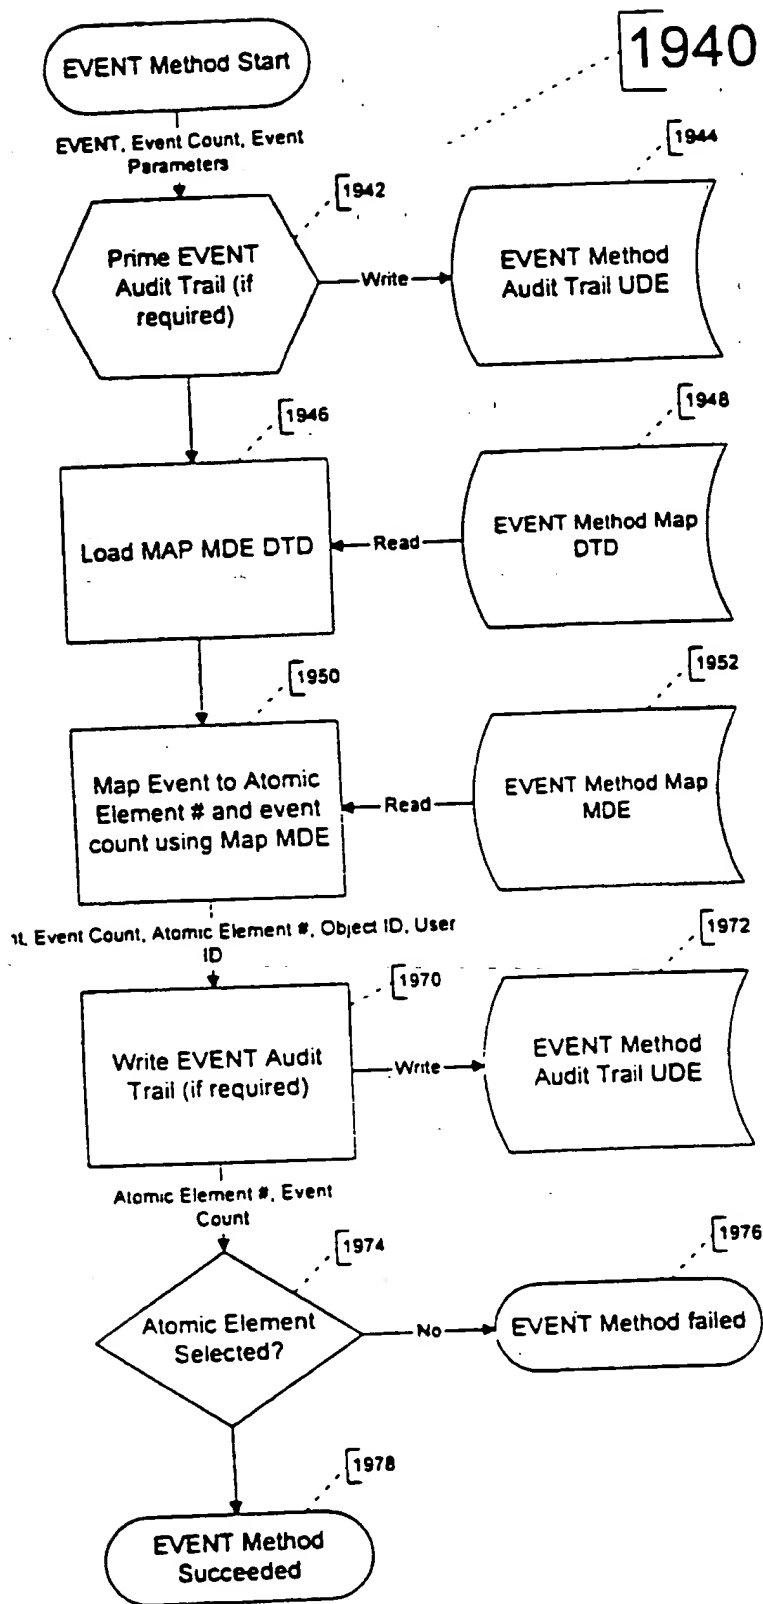 1940
EVENT Method Start
EVENT, Event Count, Event
Parameters
1942
1944
Prime EVENT
Audit Trail (if
required)
Write
EVENT Method
Audit Trail UDE
1946
1948
Load MAP MDE DTD
Read
EVENT Method Map
DTD
1950
1952
Map Event to Atomic
Element # and event
count using Map MDE
Read
EVENT Method Map
MDE
Event Count, Atomic Element #, Object ID, User
ID
1970
1972
Write EVENT Audit
Trail (if required)
Write
EVENT Method
Audit Trail UDE
Atomic Element #, Event
Count
1974
1976
Atomic Element
Selected?
No
EVENT Method failed
1978
EVENT Method
Succeeded